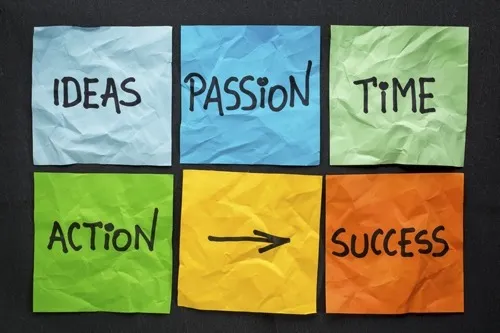 IDEAS PASSION TIME
ACTION → SUCCESS